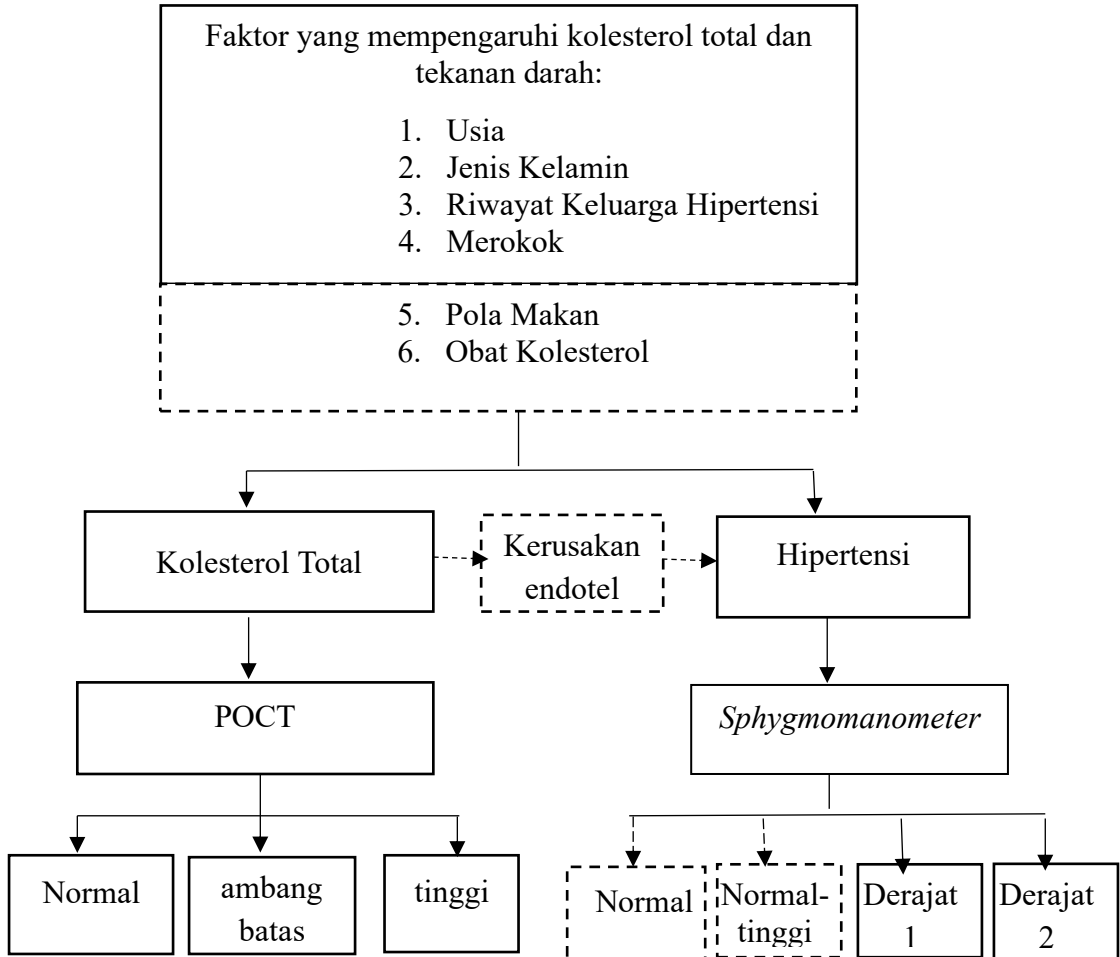 Faktor yang mempengaruhi kolesterol total dan
tekanan darah:
1. Usia
2. Jenis Kelamin
3. Riwayat Keluarga Hipertensi
4. Merokok
5. Pola Makan
6. Obat Kolesterol
Kolesterol Total
Kerusakan
endotel
Hipertensi
POCT
Sphygmomanometer
Normal
ambang
batas
tinggi
Normal
Normal-
tinggi
Derajat
1
Derajat
2